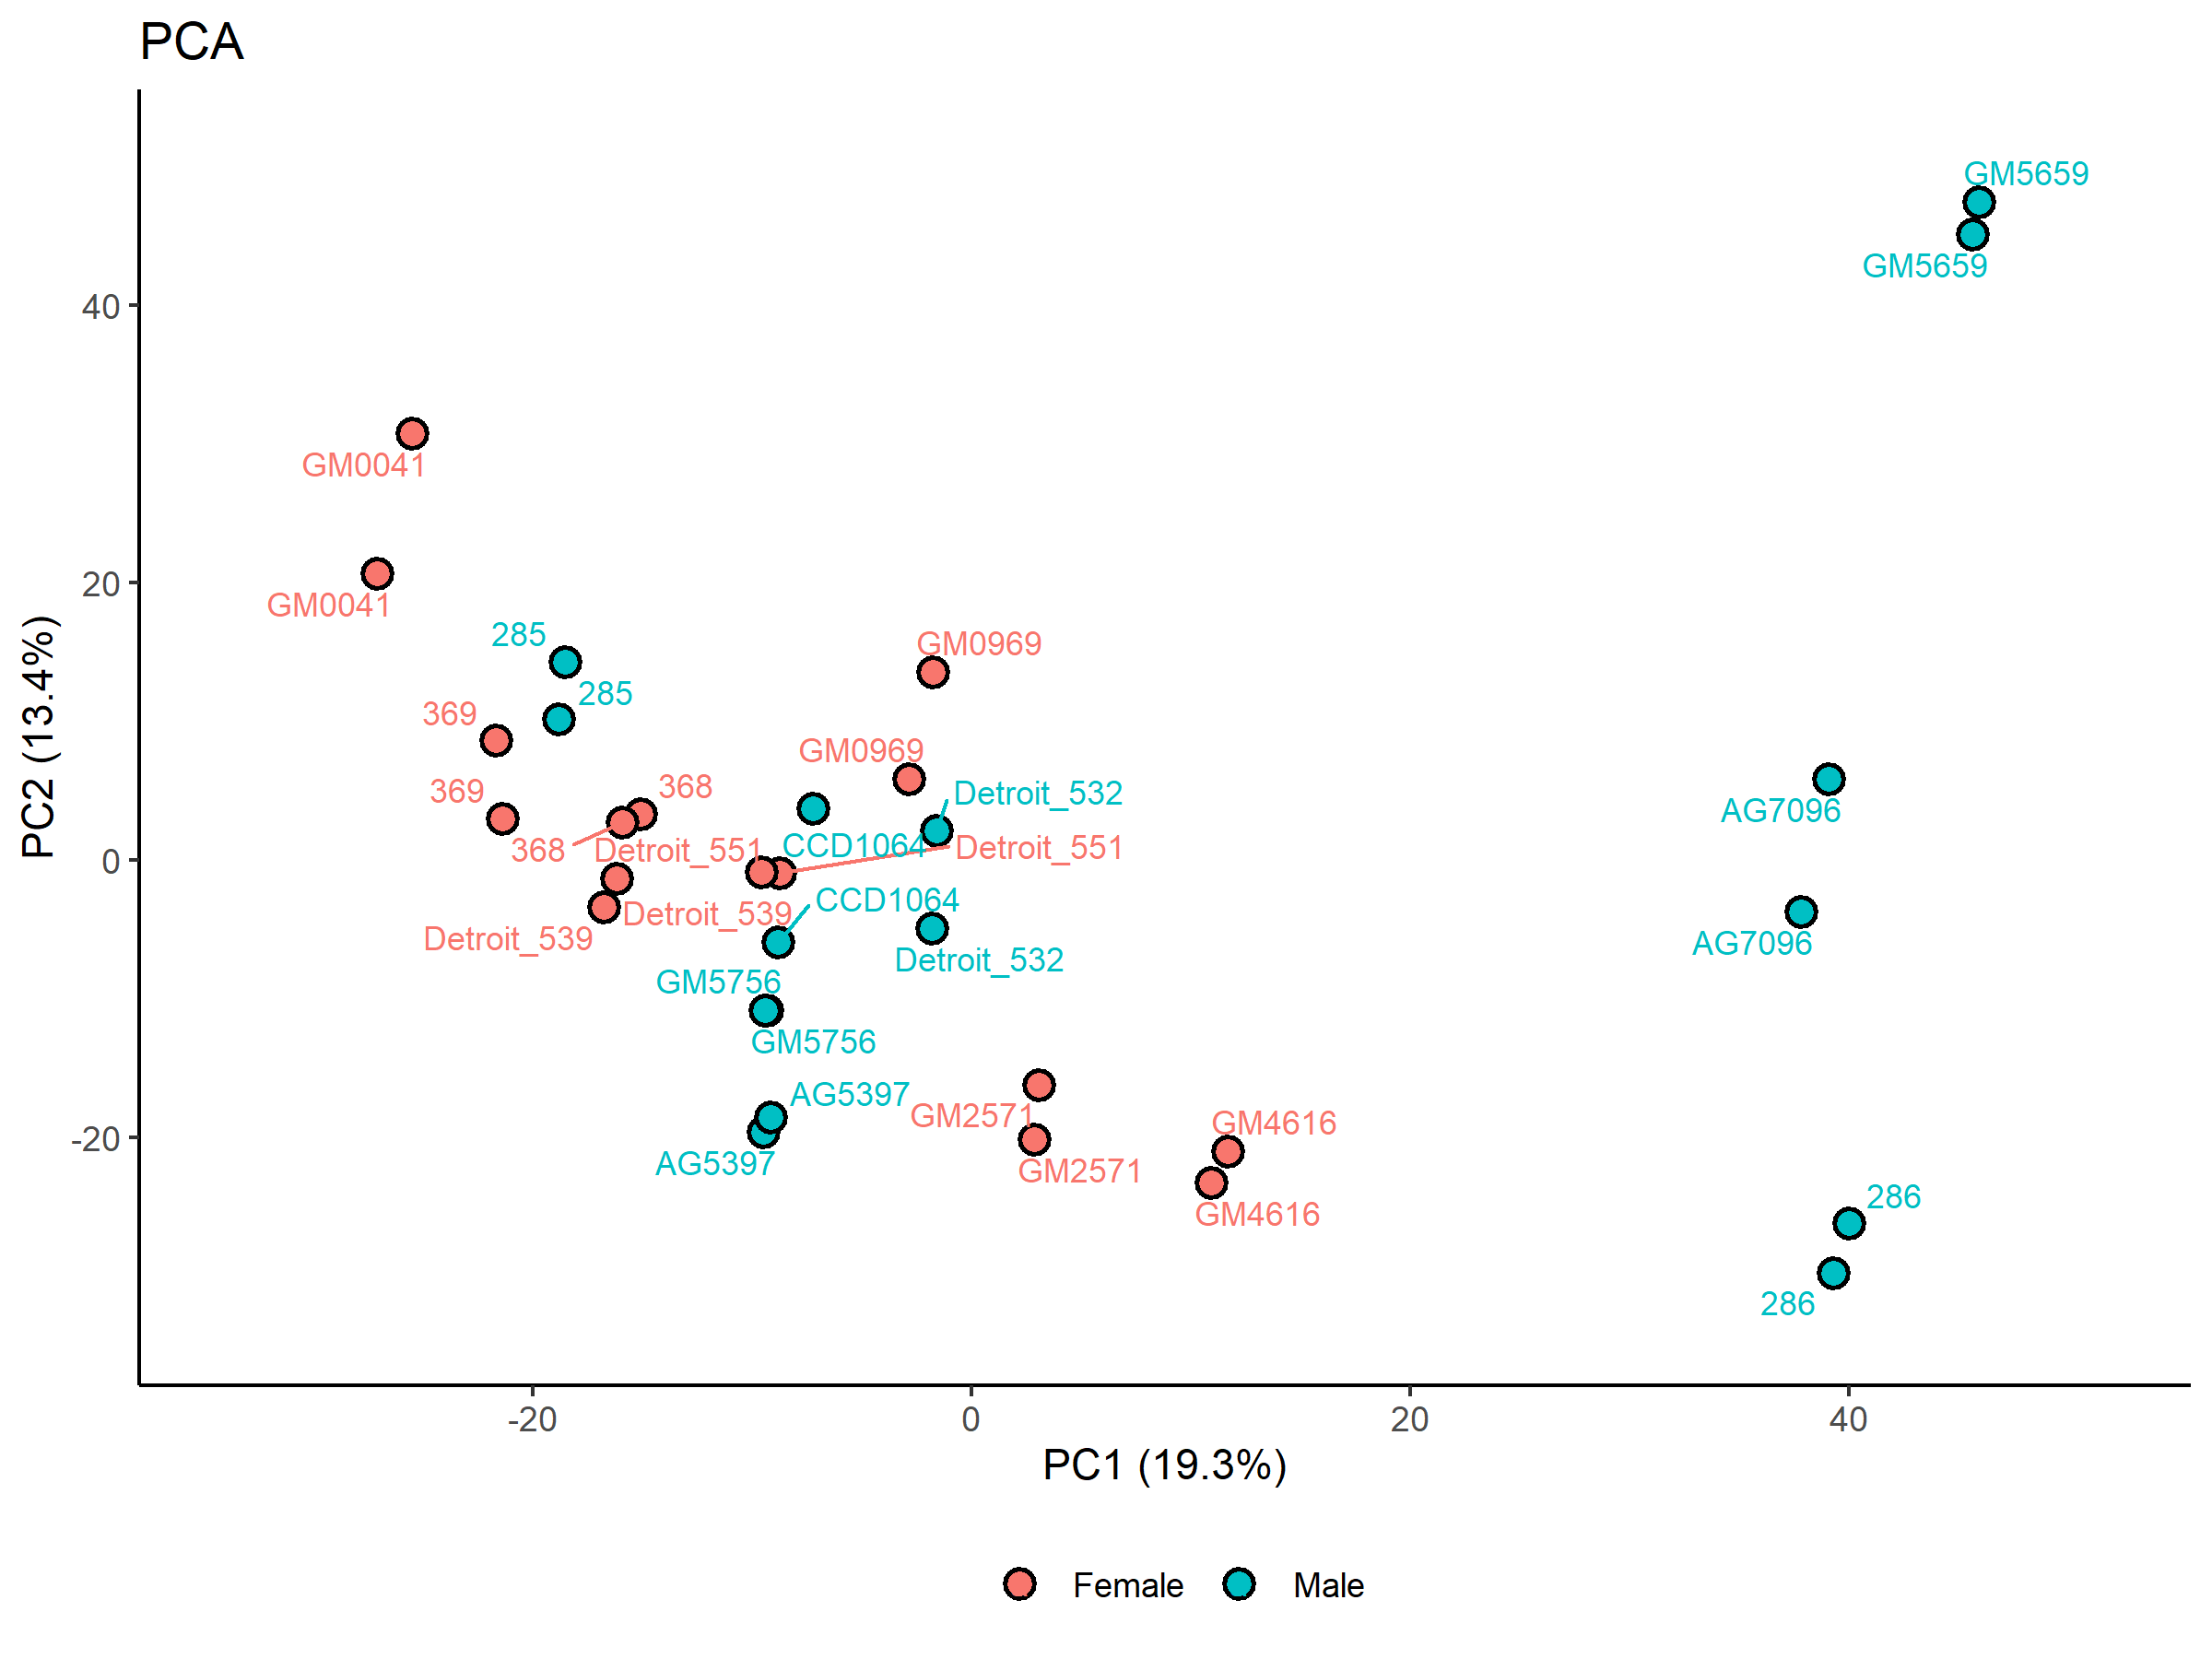 PCA
GM5659
GM5659
40
GM0041
20
GM0041
285
GM0969
285
369
GM0969
368
369
Detroit_532
AG7096
CCD1064
Detroit_551
368
Detroit_551
0
CCD1064
Detroit_539
Detroit_539
AG7096
Detroit_532
GM5756
GM5756
AG5397
GM2571
GM4616
-20
AG5397
GM2571
286
GM4616
286
PC2 (13.4%)
-20
0
20
40
PC1 (19.3%)
Female
Male